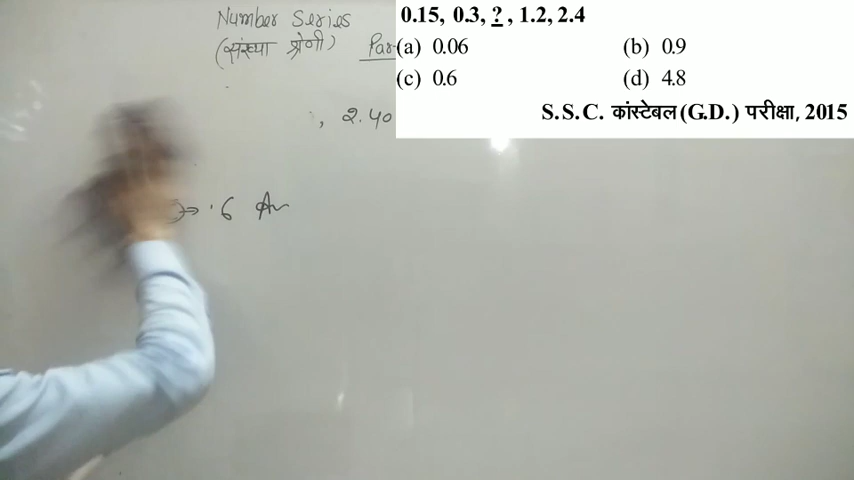 Number Series
(संख्या श्रेणी)
0.15, 0.3, ? , 1.2, 2.4
(a) 0.06 (b) 0.9
(c) 0.6 (d) 4.8
S.S.C. कांस्टेबल (G.D.) परीक्षा, 2015
, 2.40
→ .6